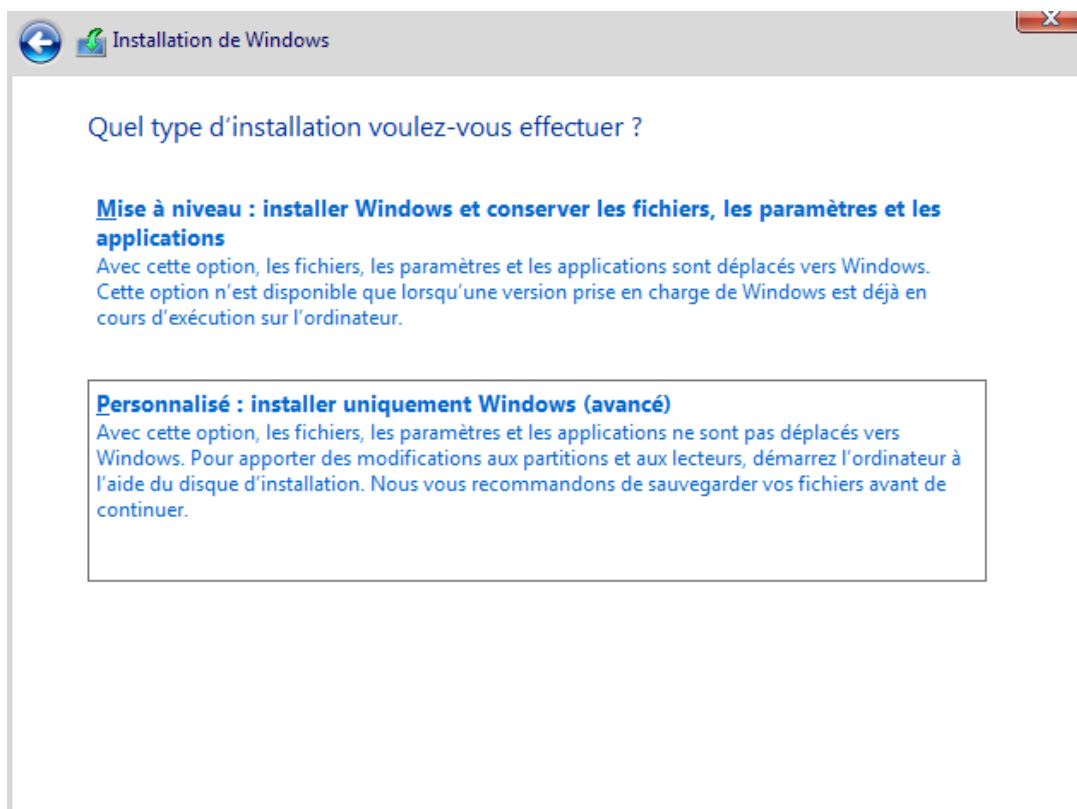 Installation de Windows
Quel type d'installation voulez-vous effectuer ?
Mise à niveau : installer Windows et conserver les fichiers, les paramètres et les
applications
Avec cette option, les fichiers, les paramètres et les applications sont déplacés vers Windows.
Cette option n'est disponible que lorsqu'une version prise en charge de Windows est déjà en
cours d'exécution sur l'ordinateur.
Personnalisé : installer uniquement Windows (avancé)
Avec cette option, les fichiers, les paramètres et les applications ne sont pas déplacés vers
Windows. Pour apporter des modifications aux partitions et aux lecteurs, démarrez l'ordinateur à
l'aide du disque d'installation. Nous vous recommandons de sauvegarder vos fichiers avant de
continuer.